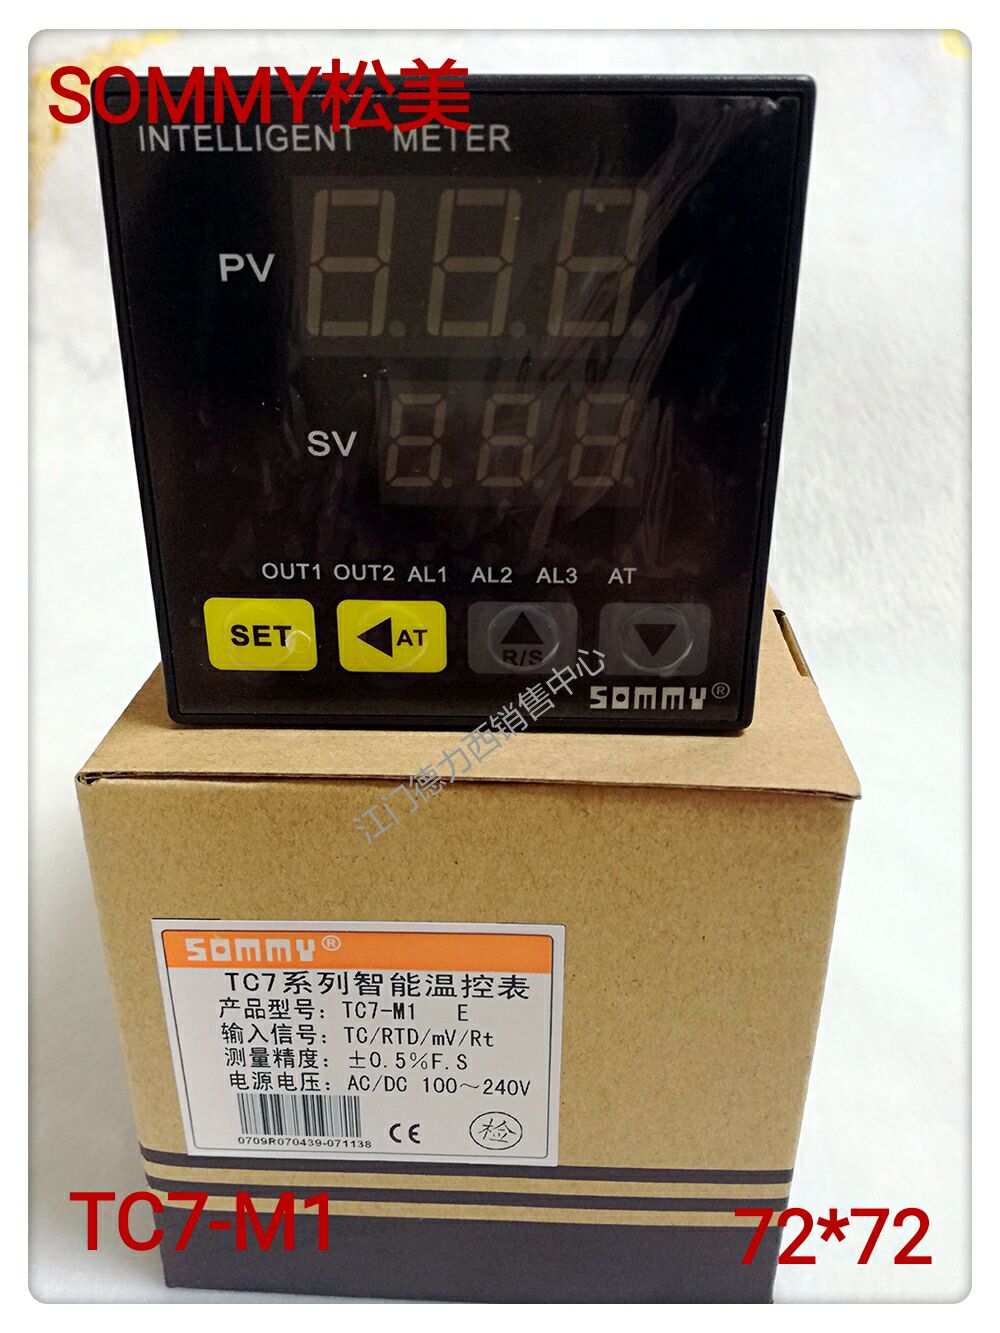 SOMMY松美
INTELLIGENT METER
PV
SV
OUT1 OUT2 AL1 AL2 AL3 AT
SET AT R/S
SOMMY®
江门德力西销售中心
SOMMY®
TC7系列智能温控表
产品型号: TC7-M1 E
输入信号: TC/RTD/mV/Rt
测量精度: ±0.5%F.S
电源电压: AC/DC 100～240V
0709R070439-071138 CE 检
TC7-M1
72*72